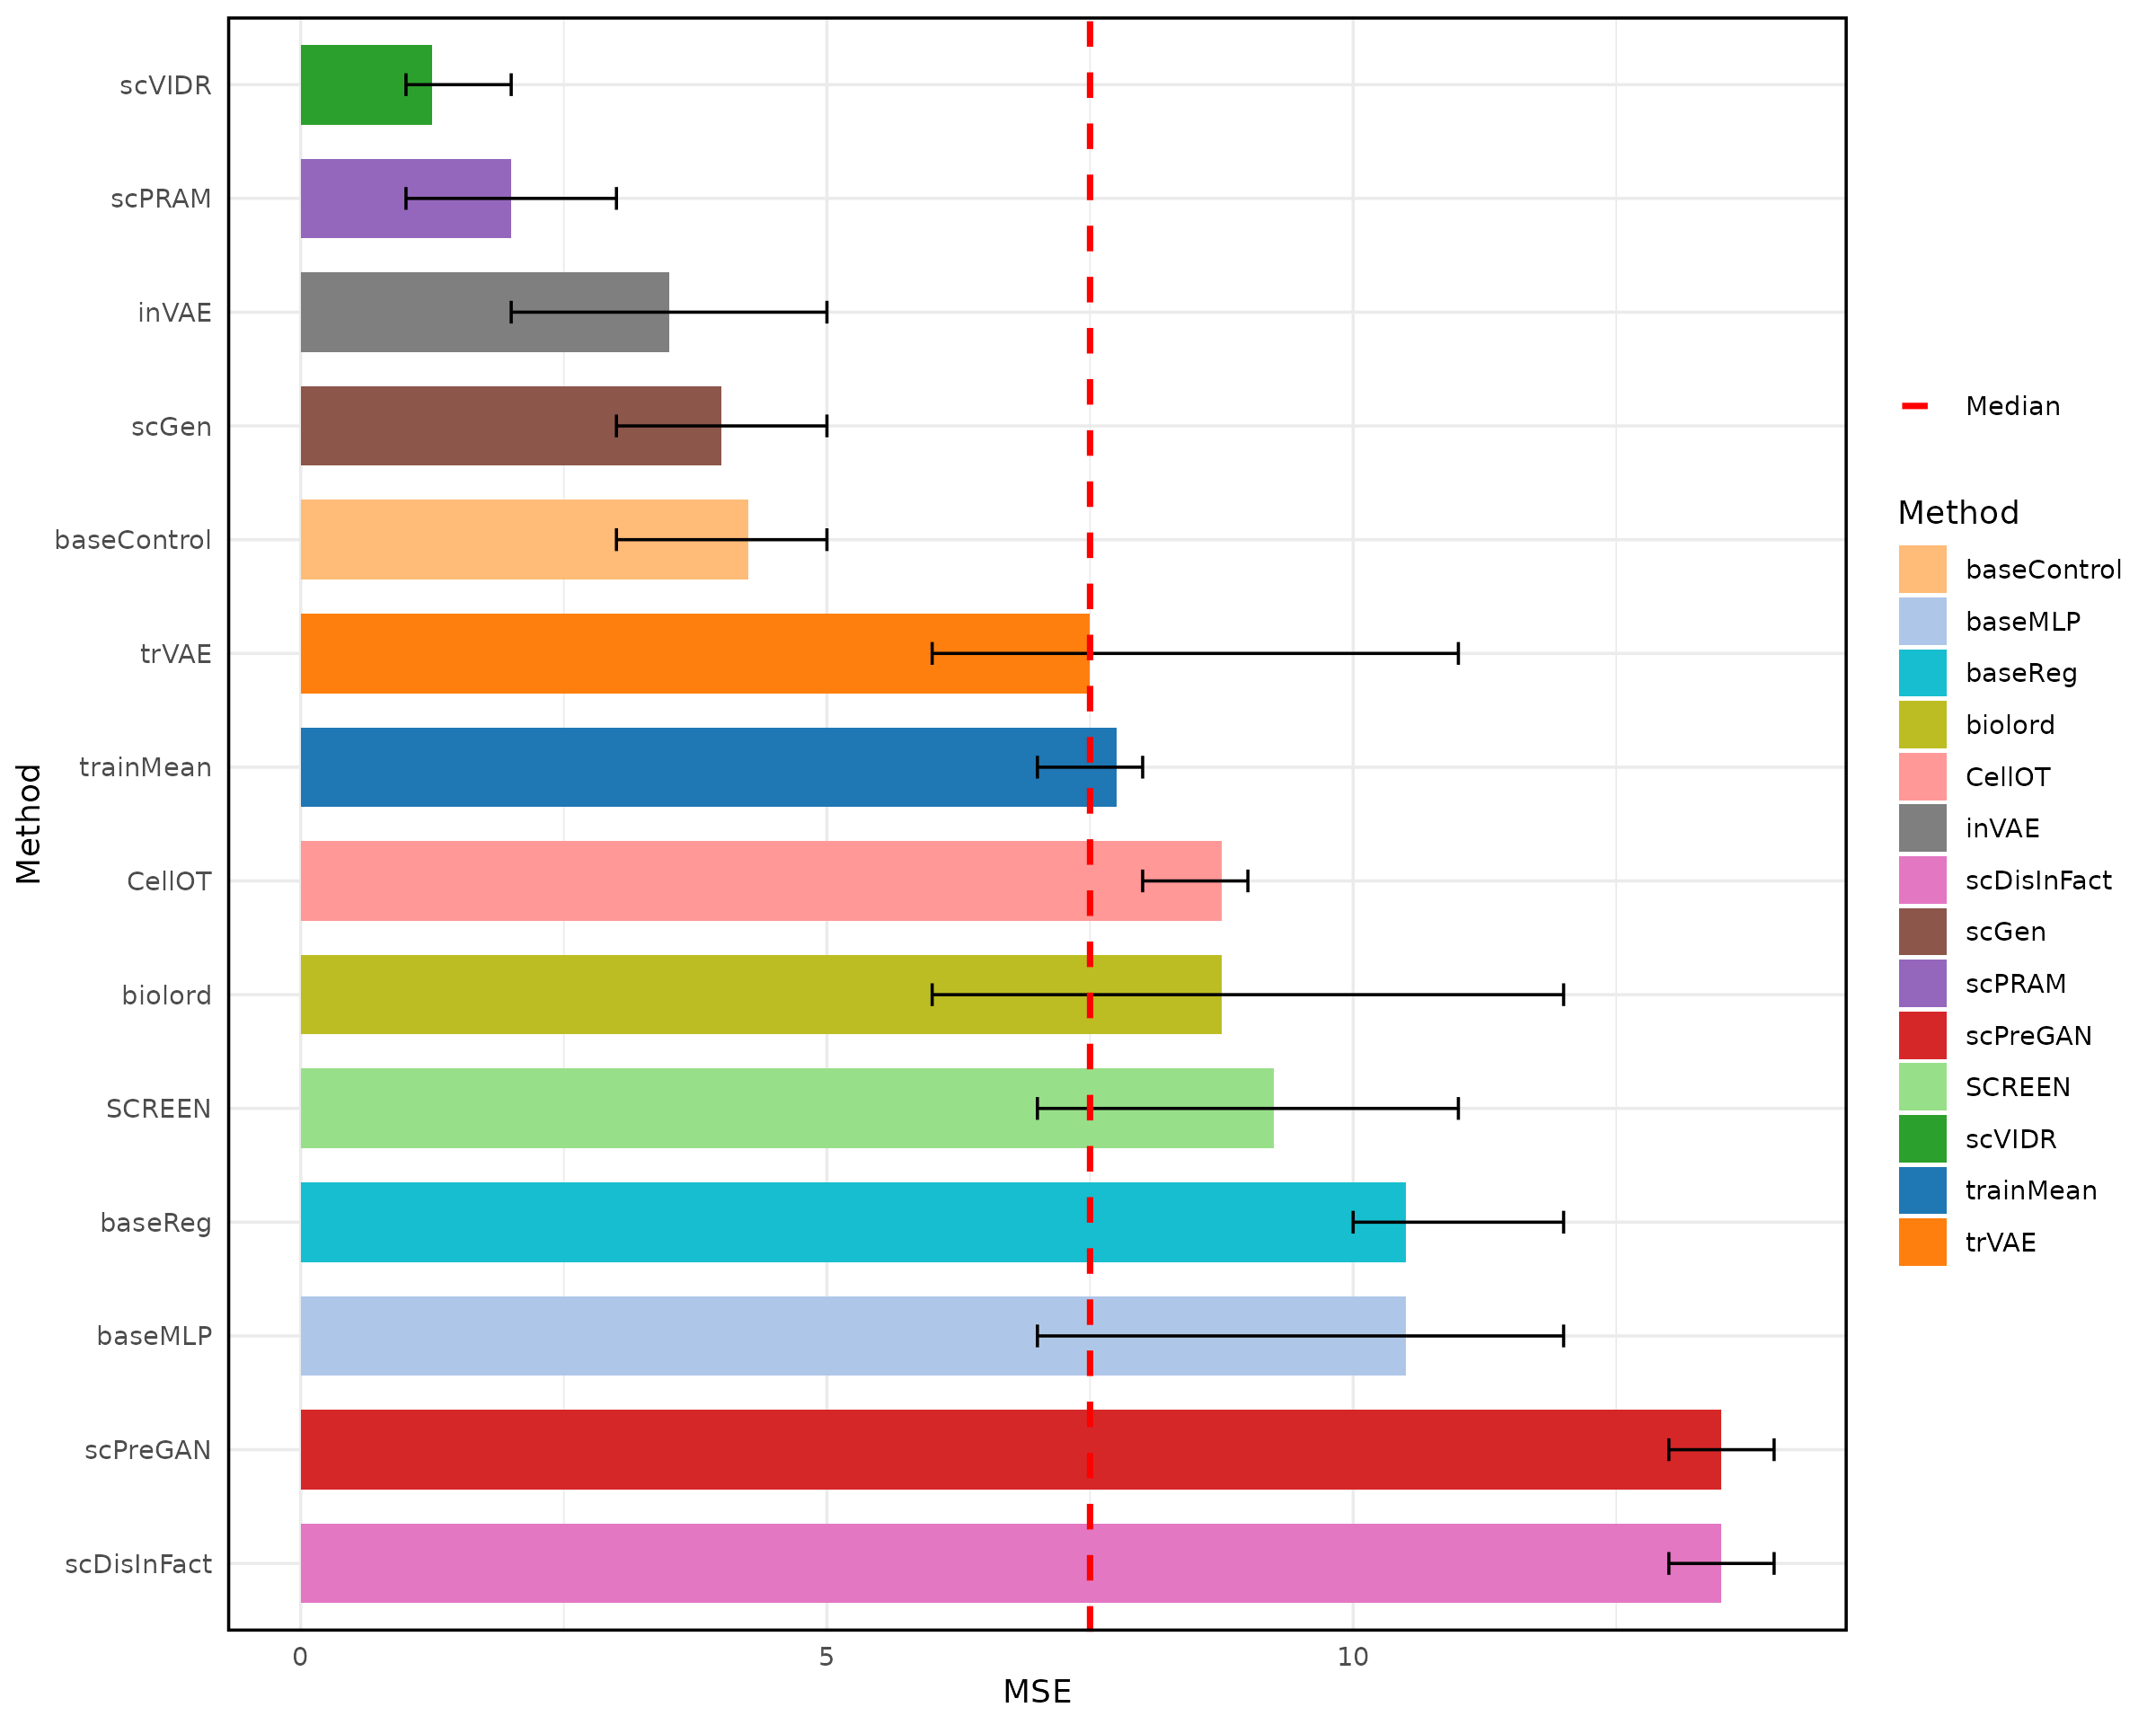 scVIDR
scPRAM
inVAE
scGen
baseControl
trVAE
trainMean
CellOT
biolord
SCREEN
baseReg
baseMLP
scPreGAN
scDisInFact
Method
0 5 10
MSE
Median
Method
baseControl
baseMLP
baseReg
biolord
CellOT
inVAE
scDisInFact
scGen
scPRAM
scPreGAN
SCREEN
scVIDR
trainMean
trVAE